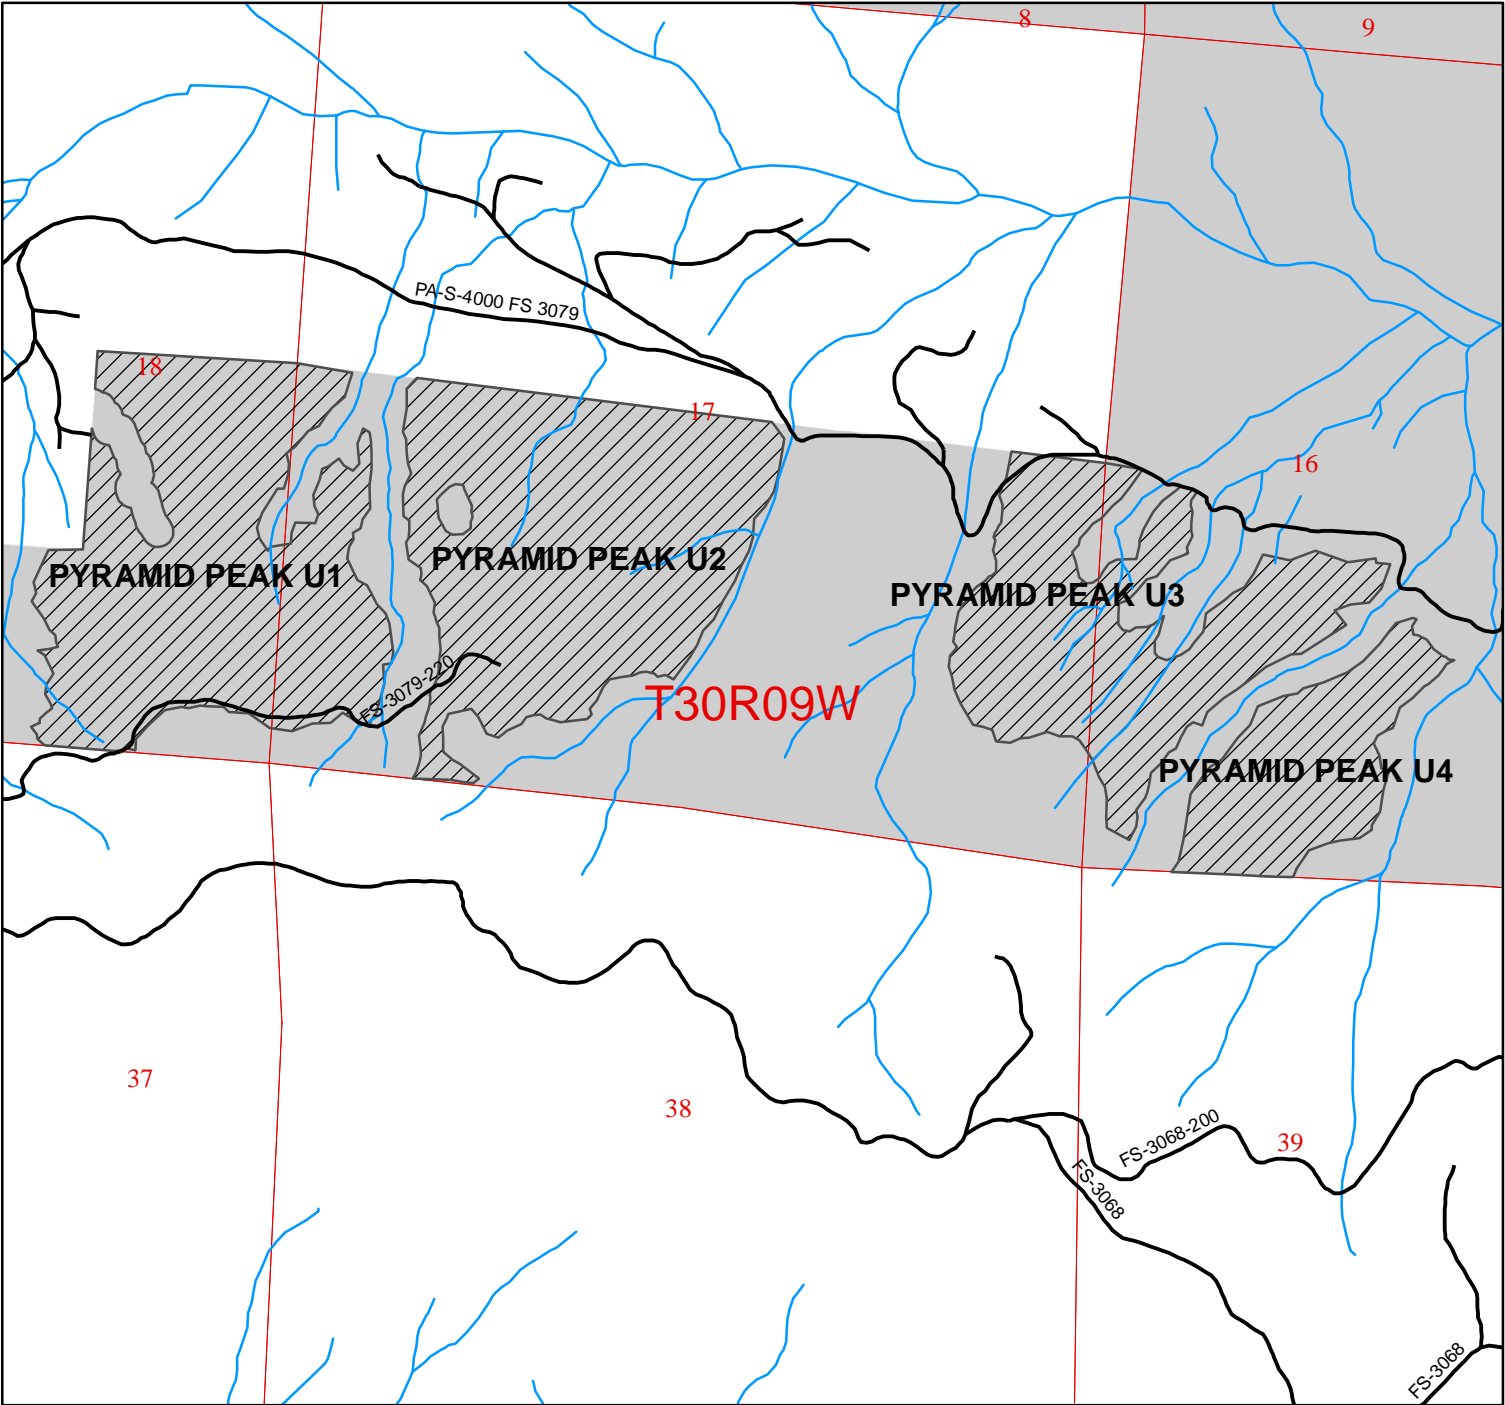 8
9
PA-S-4000 FS 3079
18
17
16
PYRAMID PEAK U2
PYRAMID PEAK U1
PYRAMID PEAK U3
FS-3079-220
T30R09W
PYRAMID PEAK U4
37
38
FS-3068-200
39
FS-3068
FS-3068